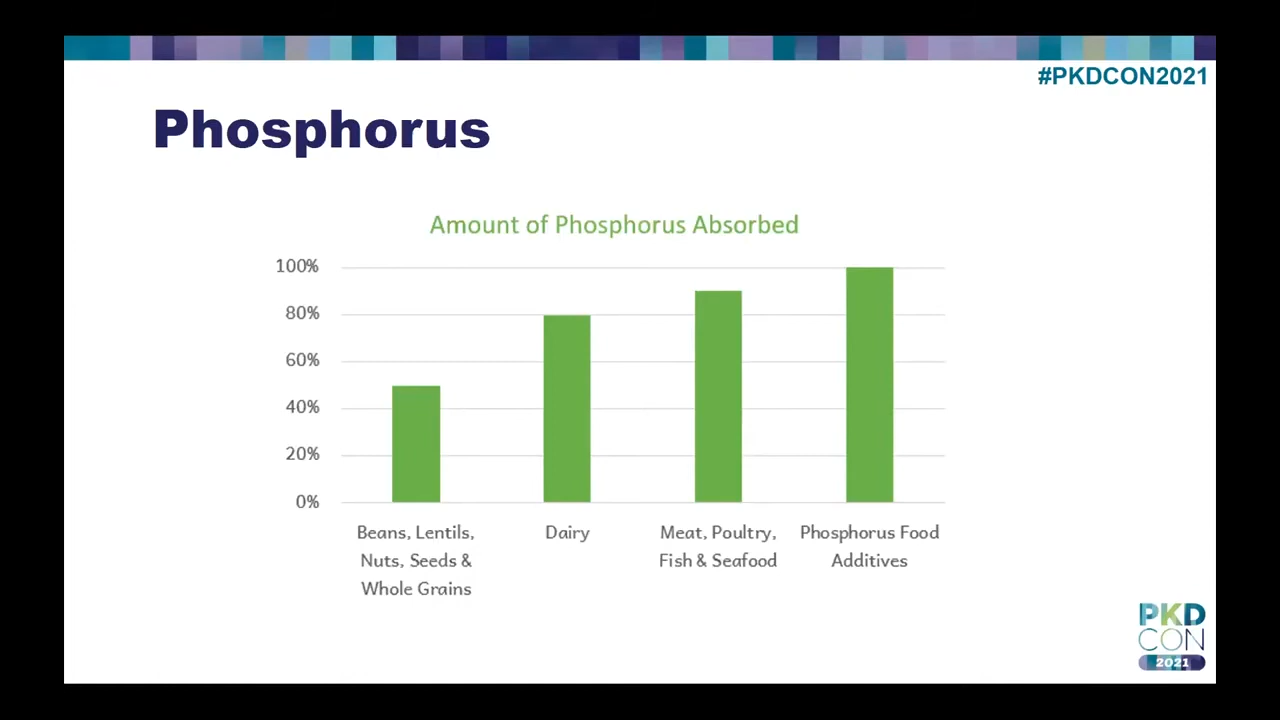 #PKDCON2021
Phosphorus
Amount of Phosphorus Absorbed
100%
80%
60%
40%
20%
0%
Beans, Lentils,
Nuts, Seeds &
Whole Grains
Dairy
Meat, Poultry,
Fish & Seafood
Phosphorus Food
Additives
PKD
CON
2021